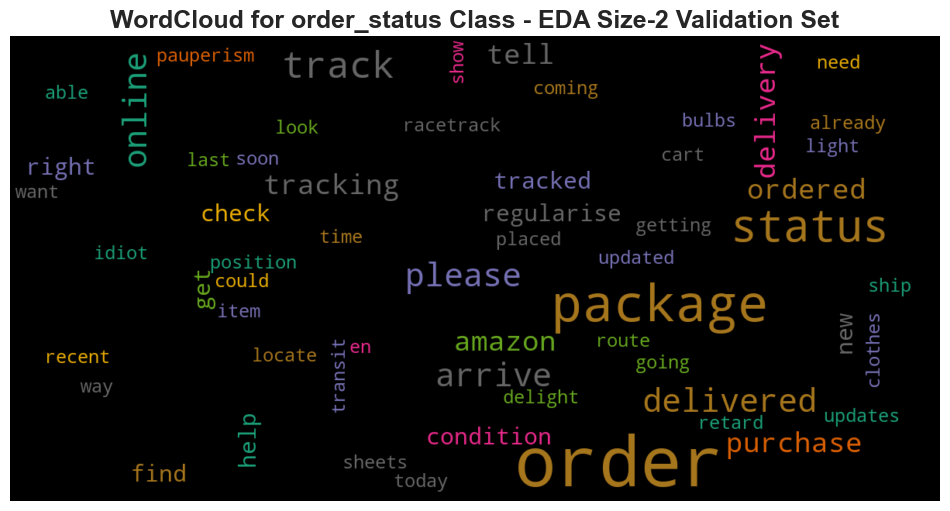 WordCloud for order_status Class - EDA Size-2 Validation Set
pauperism
track
show
tell
need
able
online
coming
delivery
look
racetrack
bulbs
already
right
last
soon
cart
light
want
tracking
tracked
ordered
check
regularise
getting
status
time
placed
idiot
position
updated
get
could
please
ship
item
package
recent
locate
transit
en
amazon
route
new
clothes
way
arrive
going
delight
delivered
help
condition
retard
updates
find
sheets
order
purchase
today